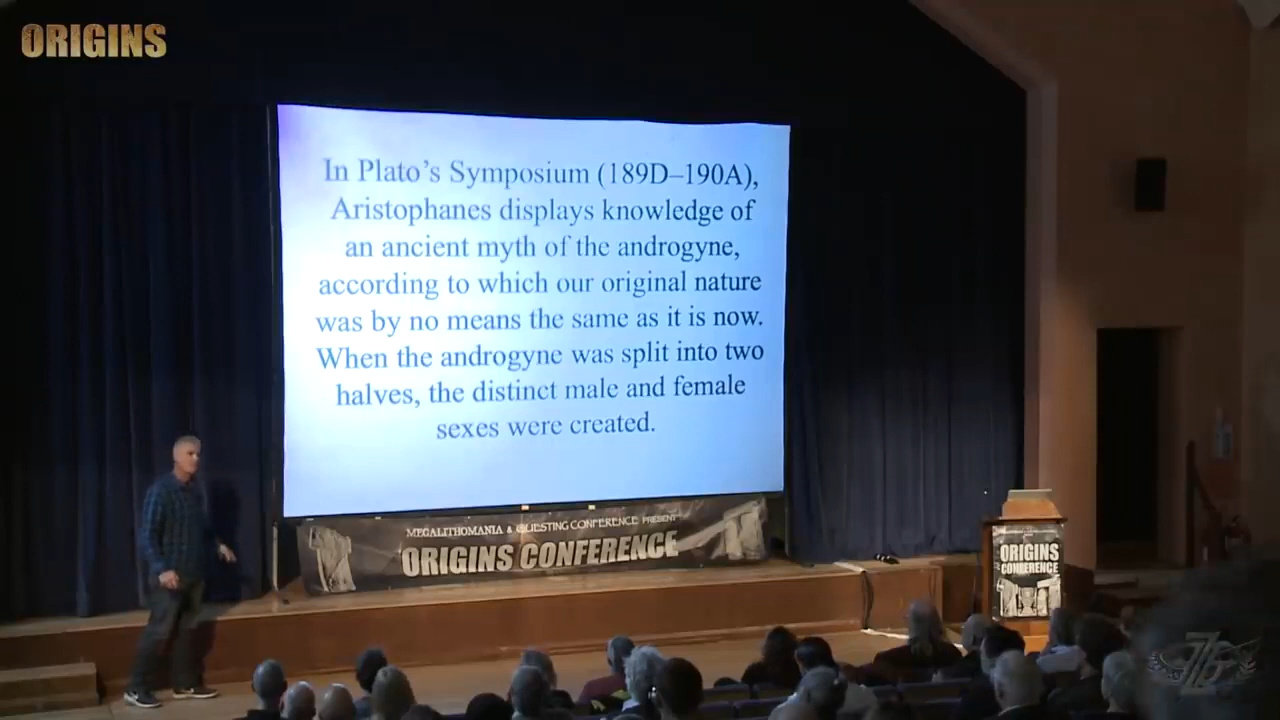 ORIGINS
In Plato’s Symposium (189D–190A),
Aristophanes displays knowledge of
an ancient myth of the androgyne,
according to which our original nature
was by no means the same as it is now.
When the androgyne was split into two
halves, the distinct male and female
sexes were created.
MEGALITHOMANIA & QUESTING CONFERENCE PRESENT
ORIGINS CONFERENCE
ORIGINS
CONFERENCE